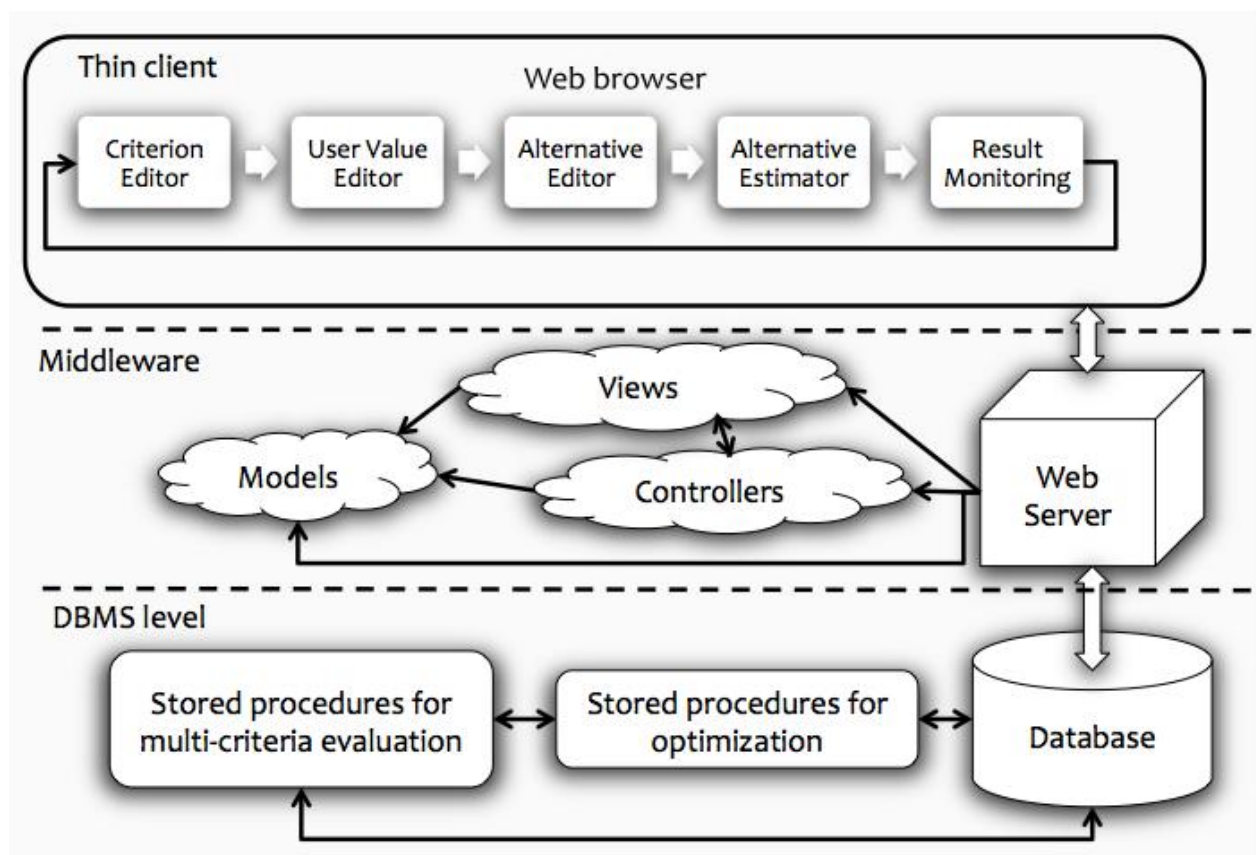 Thin client
Web browser
Criterion
Editor
User Value
Editor
Alternative
Editor
Alternative
Estimator
Result
Monitoring
Middleware
Views
Models
Controllers
Web
Server
DBMS level
Stored procedures for
multi-criteria evaluation
Stored procedures for
optimization
Database